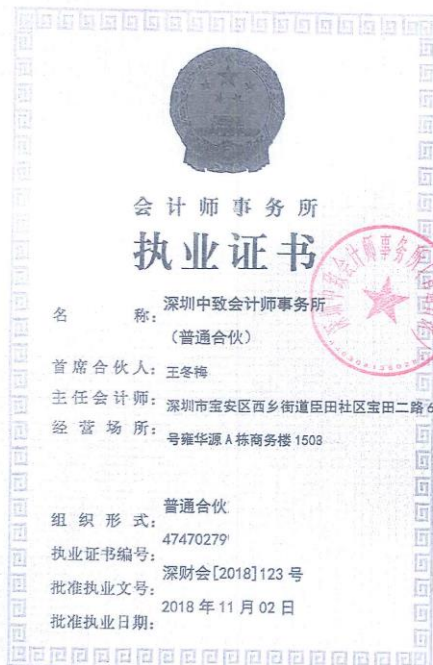 会计师事务所
执业证书
名 称: 深圳中致会计师事务所
(普通合伙)
首席合伙人: 王冬梅
主任会计师:
经营场所: 深圳市宝安区西乡街道臣田社区宝田二路6
号雍华源A栋商务楼1503
组织形式: 普通合伙
执业证书编号: 47470279
批准执业文号: 深财会[2018]123号
批准执业日期: 2018年11月02日